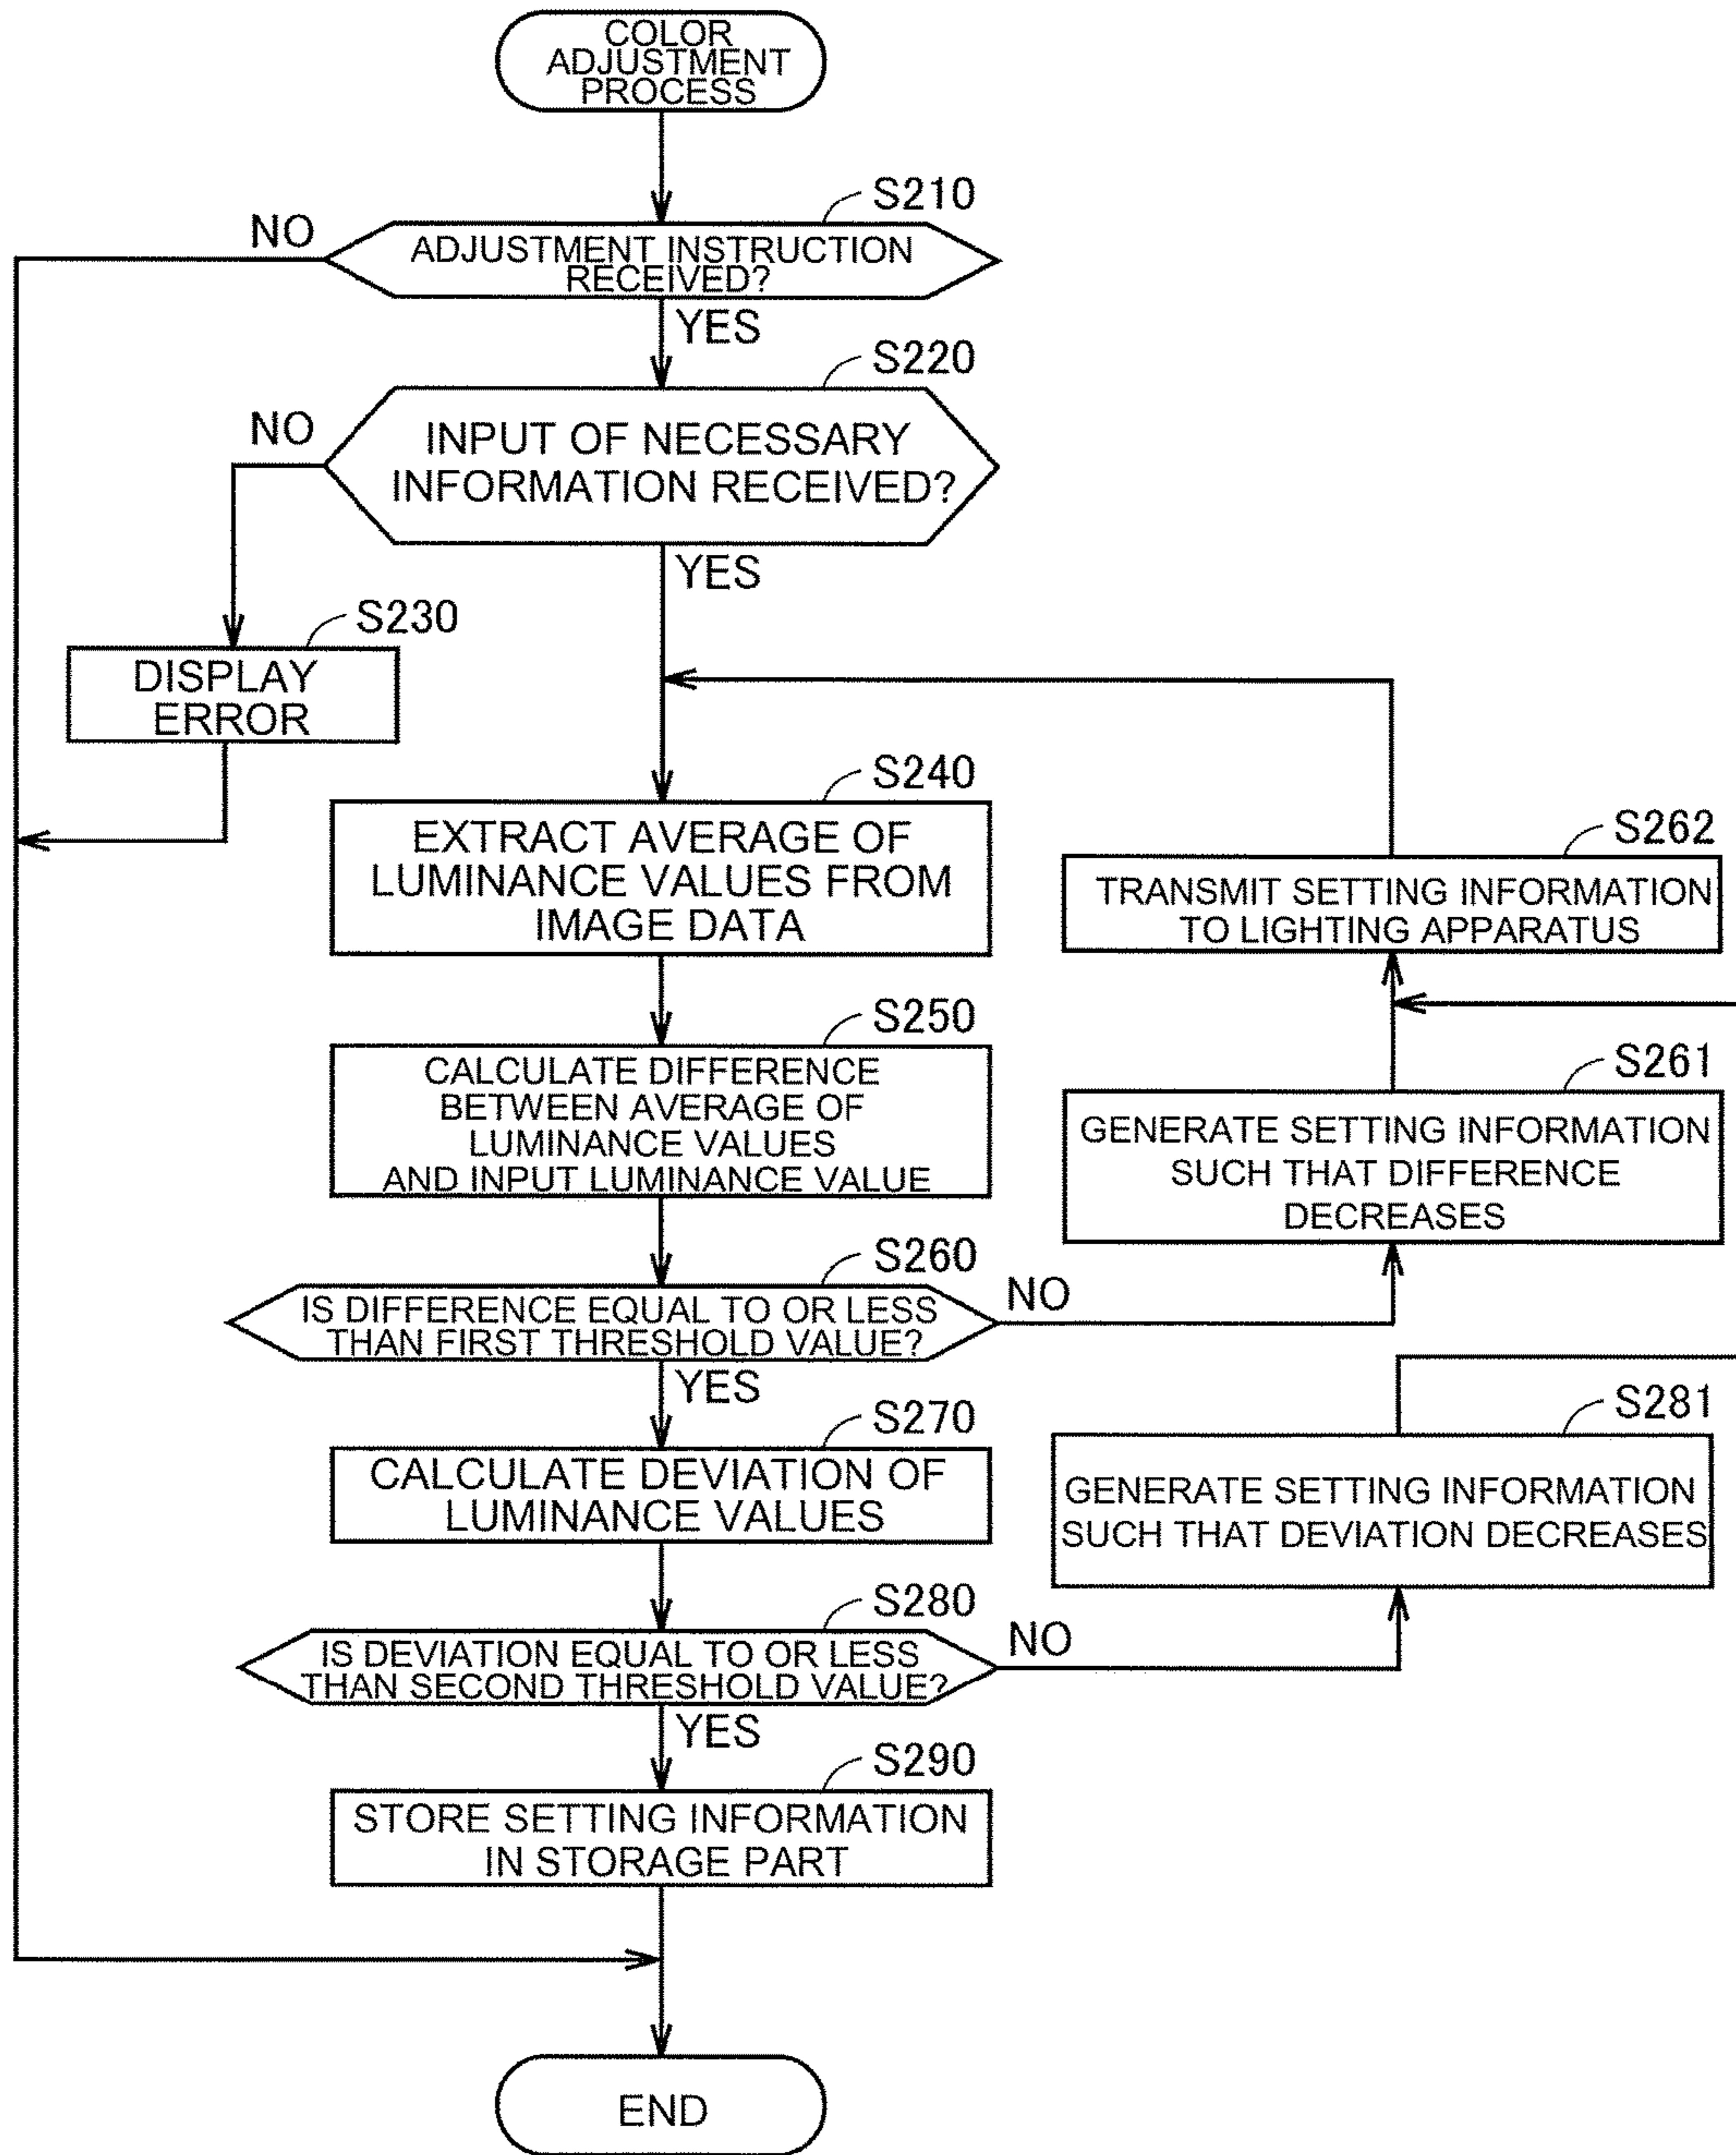 COLOR
ADJUSTMENT
PROCESS
S210
NO
ADJUSTMENT INSTRUCTION
RECEIVED?
YES
S220
NO
INPUT OF NECESSARY
INFORMATION RECEIVED?
YES
S230
DISPLAY
ERROR
S240
EXTRACT AVERAGE OF
LUMINANCE VALUES FROM
IMAGE DATA
S262
TRANSMIT SETTING INFORMATION
TO LIGHTING APPARATUS
S250
CALCULATE DIFFERENCE
BETWEEN AVERAGE OF
LUMINANCE VALUES
AND INPUT LUMINANCE VALUE
S261
GENERATE SETTING INFORMATION
SUCH THAT DIFFERENCE
DECREASES
S260
IS DIFFERENCE EQUAL TO OR LESS
THAN FIRST THRESHOLD VALUE?
NO
YES
S270
CALCULATE DEVIATION OF
LUMINANCE VALUES
S281
GENERATE SETTING INFORMATION
SUCH THAT DEVIATION DECREASES
S280
IS DEVIATION EQUAL TO OR LESS
THAN SECOND THRESHOLD VALUE?
NO
YES
S290
STORE SETTING INFORMATION
IN STORAGE PART
END